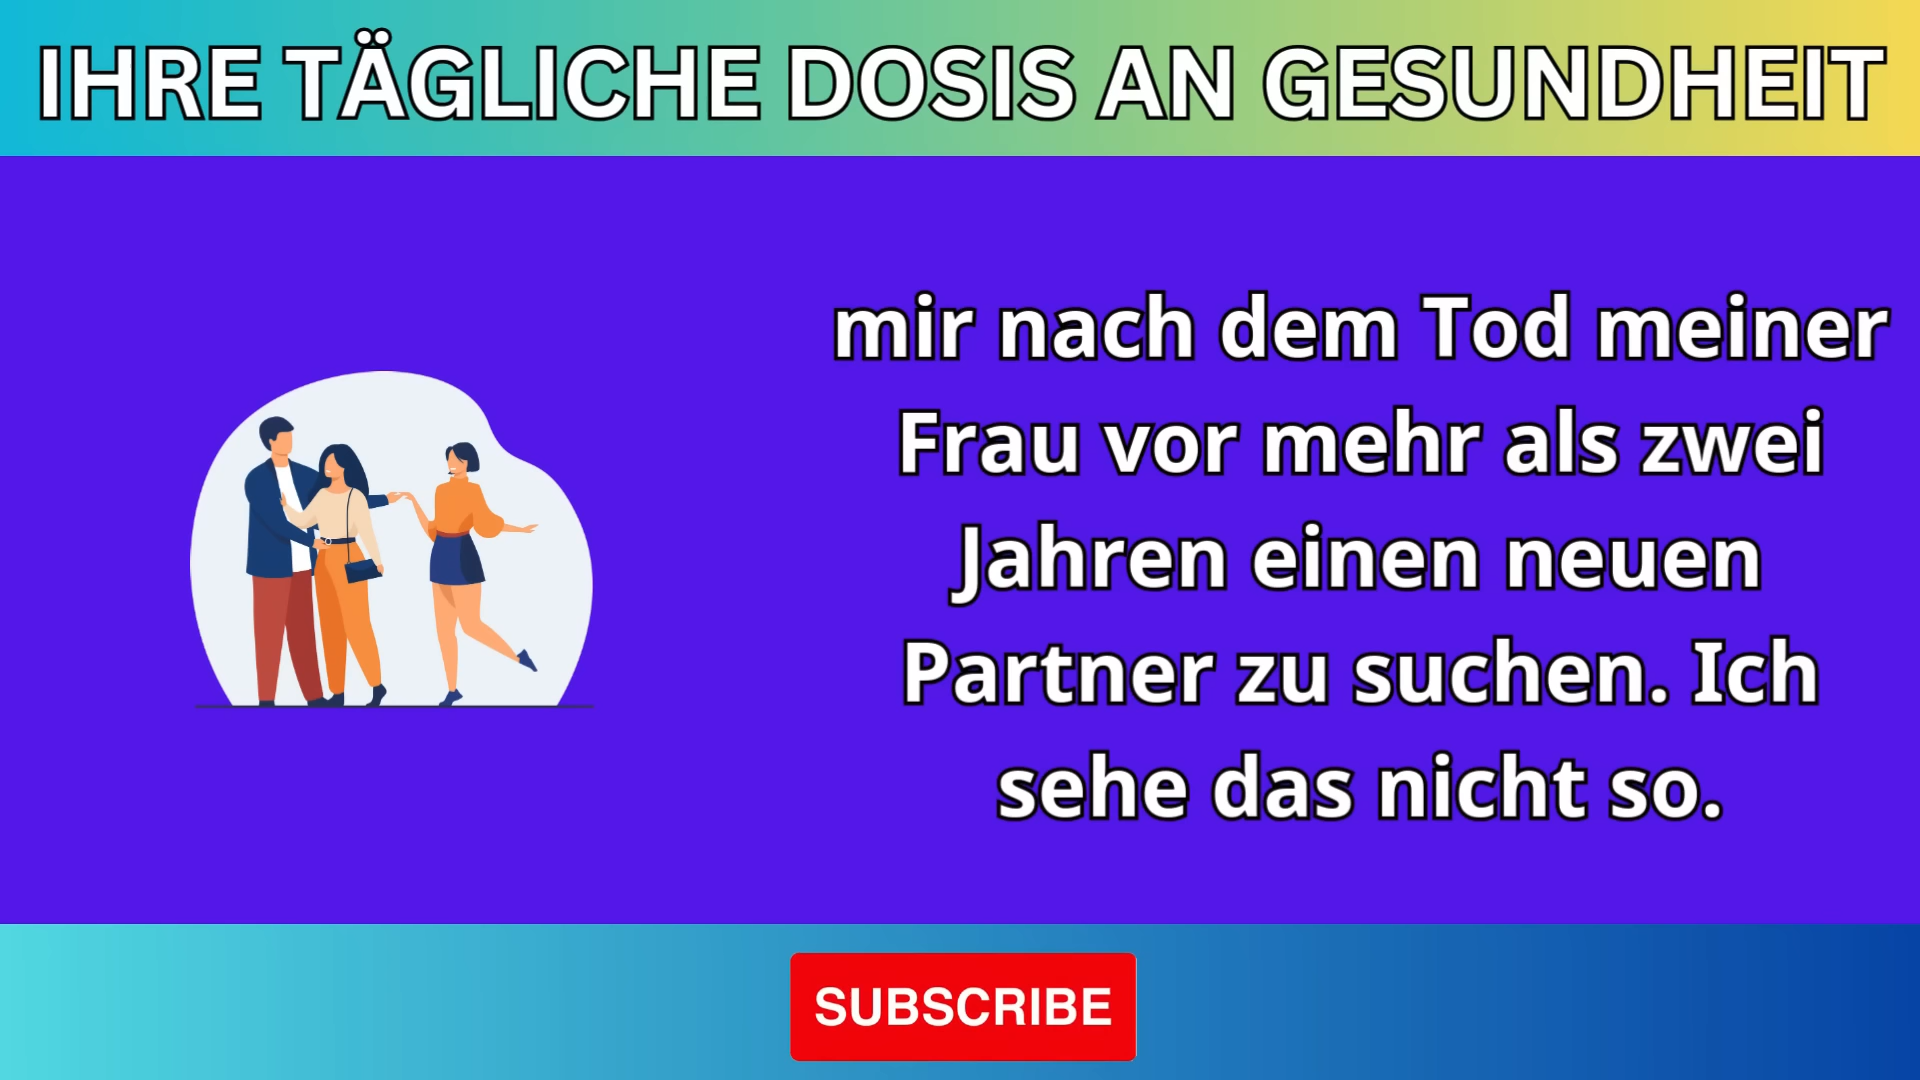 IHRE TÄGLICHE DOSIS AN GESUNDHEIT
mir nach dem Tod meiner
Frau vor mehr als zwei
Jahren einen neuen
Partner zu suchen. Ich
sehe das nicht so.
SUBSCRIBE